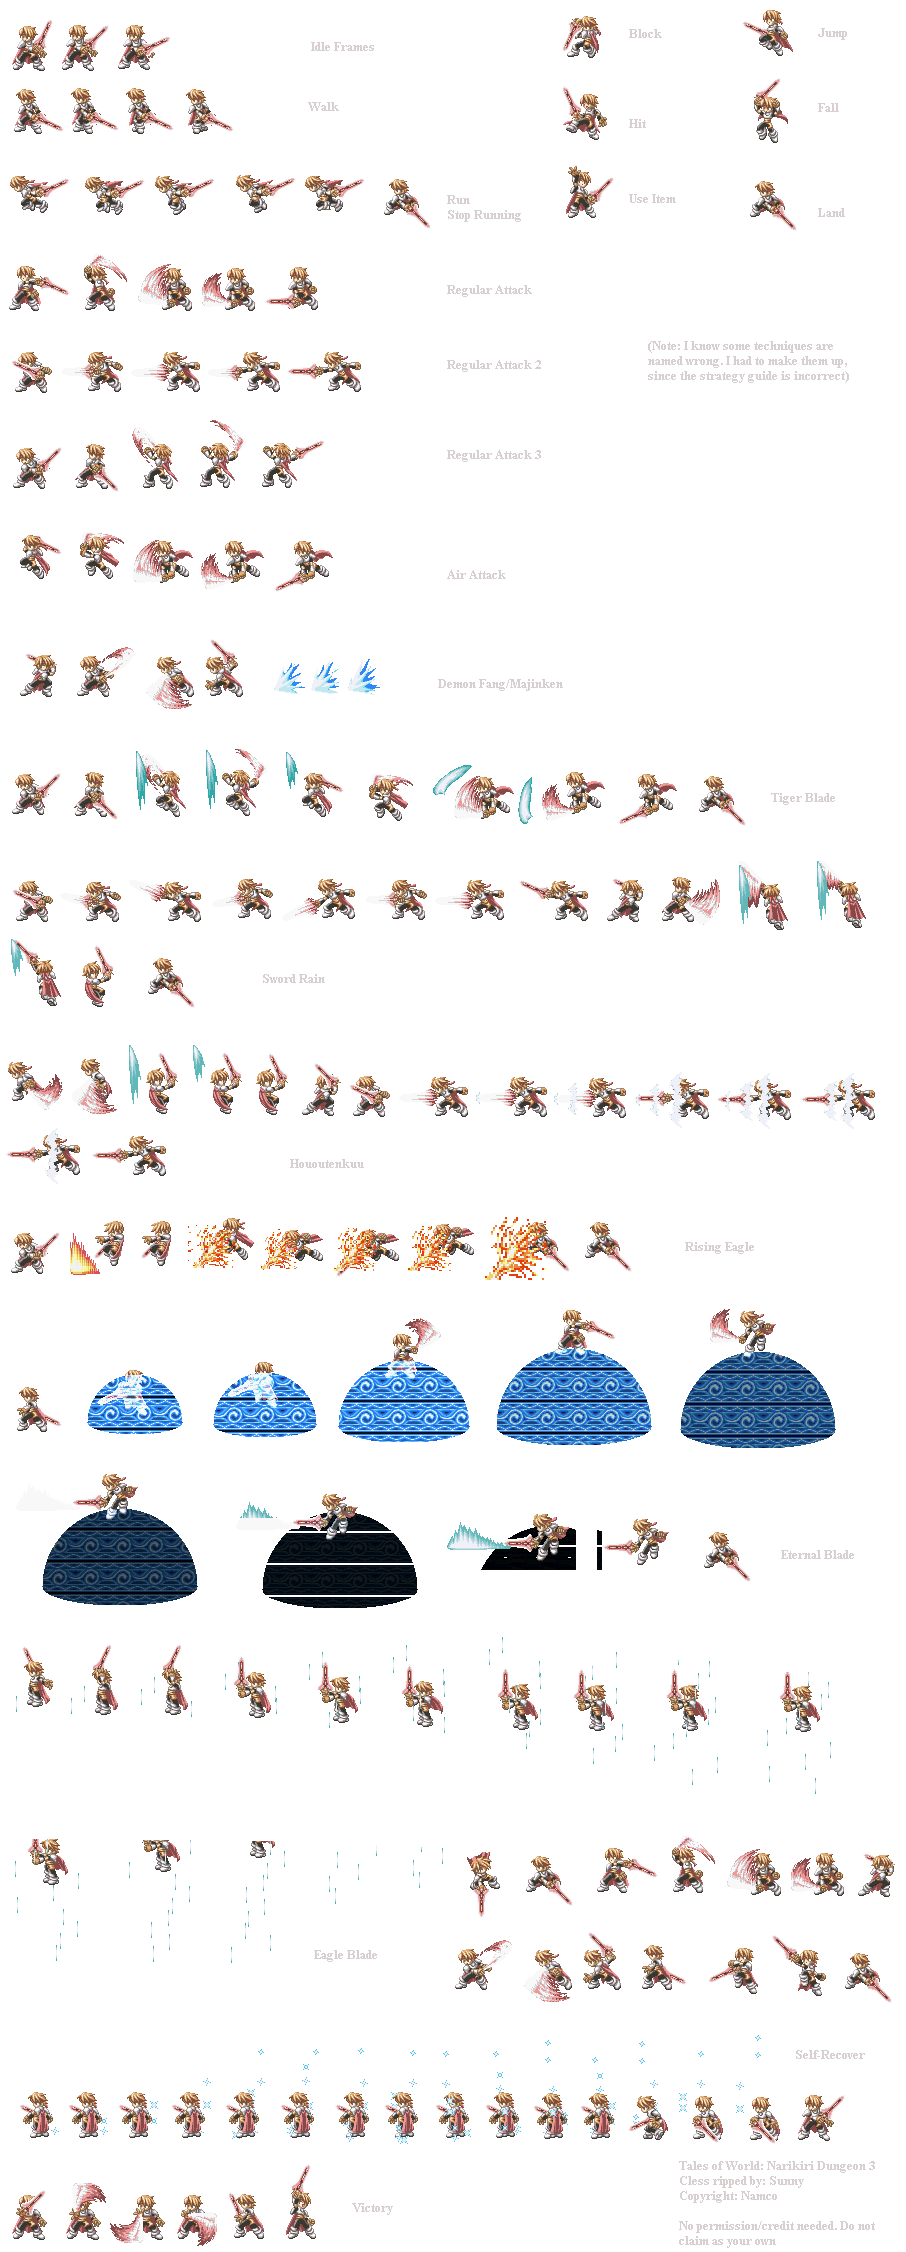 Idle Frames
Block
Jump
Walk
Hit
Fall
Run
Stop Running
Use Item
Land
Regular Attack
Regular Attack 2
(Note: I know some techniques are
named wrong. I had to make them up,
since the strategy guide is incorrect)
Regular Attack 3
Air Attack
Demon Fang/Majinken
Tiger Blade
Sword Rain
Hououtenkuu
Rising Eagle
Eternal Blade
Eagle Blade
Self-Recover
Victory
Tales of World: Narikiri Dungeon 3
Cless ripped by: Sunny
Copyright: Namco
No permission/credit needed. Do not
claim as your own